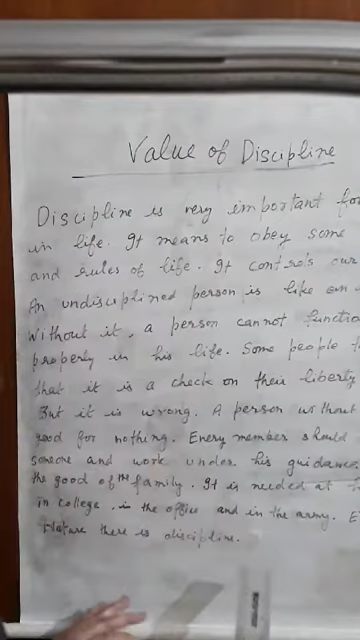 Value of Discipline
Discipline is very important for
in life. It means to obey some
and rules of life. It controls our
An undisciplined person is like an
Without it, a person cannot function
properly in his life. Some people
that it is a check on their liberty
But it is wrong. A person without
good for nothing. Every member should
someone and work under his guidance.
the good of the family. It is needed at
in college, in the office and in the army.
Nature there is discipline.